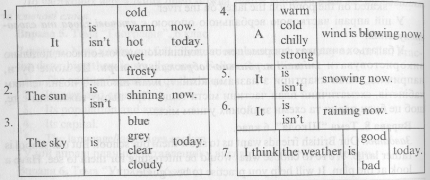 1.
cold
is warm now.
It isn't hot today.
wet
frosty
2.
The sun is shining now.
isn't
3.
blue
The sky is grey today.
clear
cloudy
4.
warm
A cold wind is blowing now.
chilly
strong
5.
It is snowing now.
isn't
6.
It is raining now.
isn't
7. I think the weather is good today.
bad